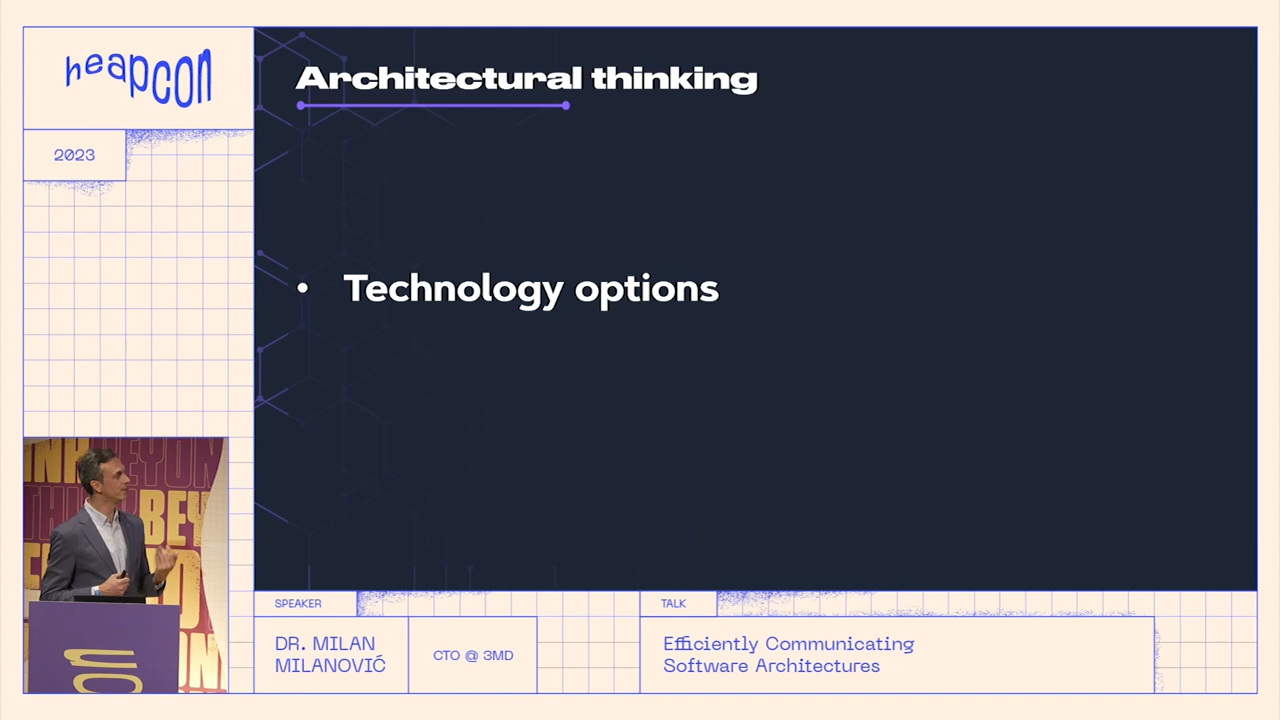 heapcon
2023
Architectural thinking
• Technology options
SPEAKER
DR. MILAN
MILANOVIĆ
CTO @ 3MD
TALK
Efficiently Communicating
Software Architectures